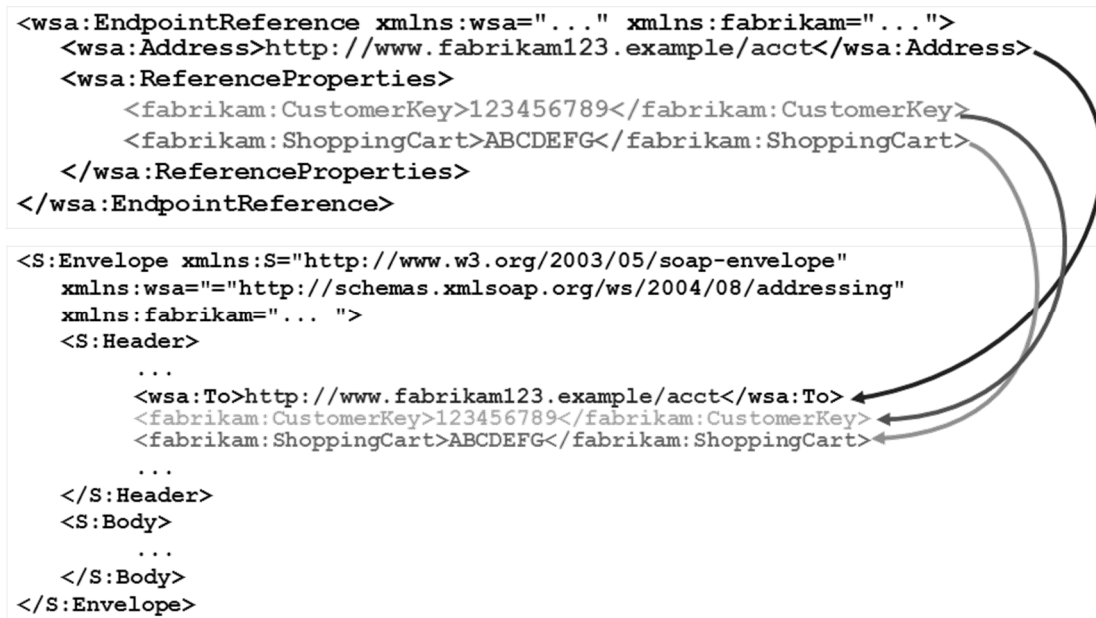 <wsa:EndpointReference xmlns:wsa="..." xmlns:fabrikam="...">
<wsa:Address>http://www.fabrikam123.example/acct</wsa:Address>
<wsa:ReferenceProperties>
<fabrikam:CustomerKey>123456789</fabrikam:CustomerKey>
<fabrikam:ShoppingCart>ABCDEFG</fabrikam:ShoppingCart>
</wsa:ReferenceProperties>
</wsa:EndpointReference>
<S:Envelope xmlns:S="http://www.w3.org/2003/05/soap-envelope"
xmlns:wsa="="http://schemas.xmlsoap.org/ws/2004/08/addressing"
xmlns:fabrikam="... ">
<S:Header>
...
<wsa:To>http://www.fabrikam123.example/acct</wsa:To>
<fabrikam:CustomerKey>123456789</fabrikam:CustomerKey>
<fabrikam:ShoppingCart>ABCDEFG</fabrikam:ShoppingCart>
...
</S:Header>
<S:Body>
...
</S:Body>
</S:Envelope>